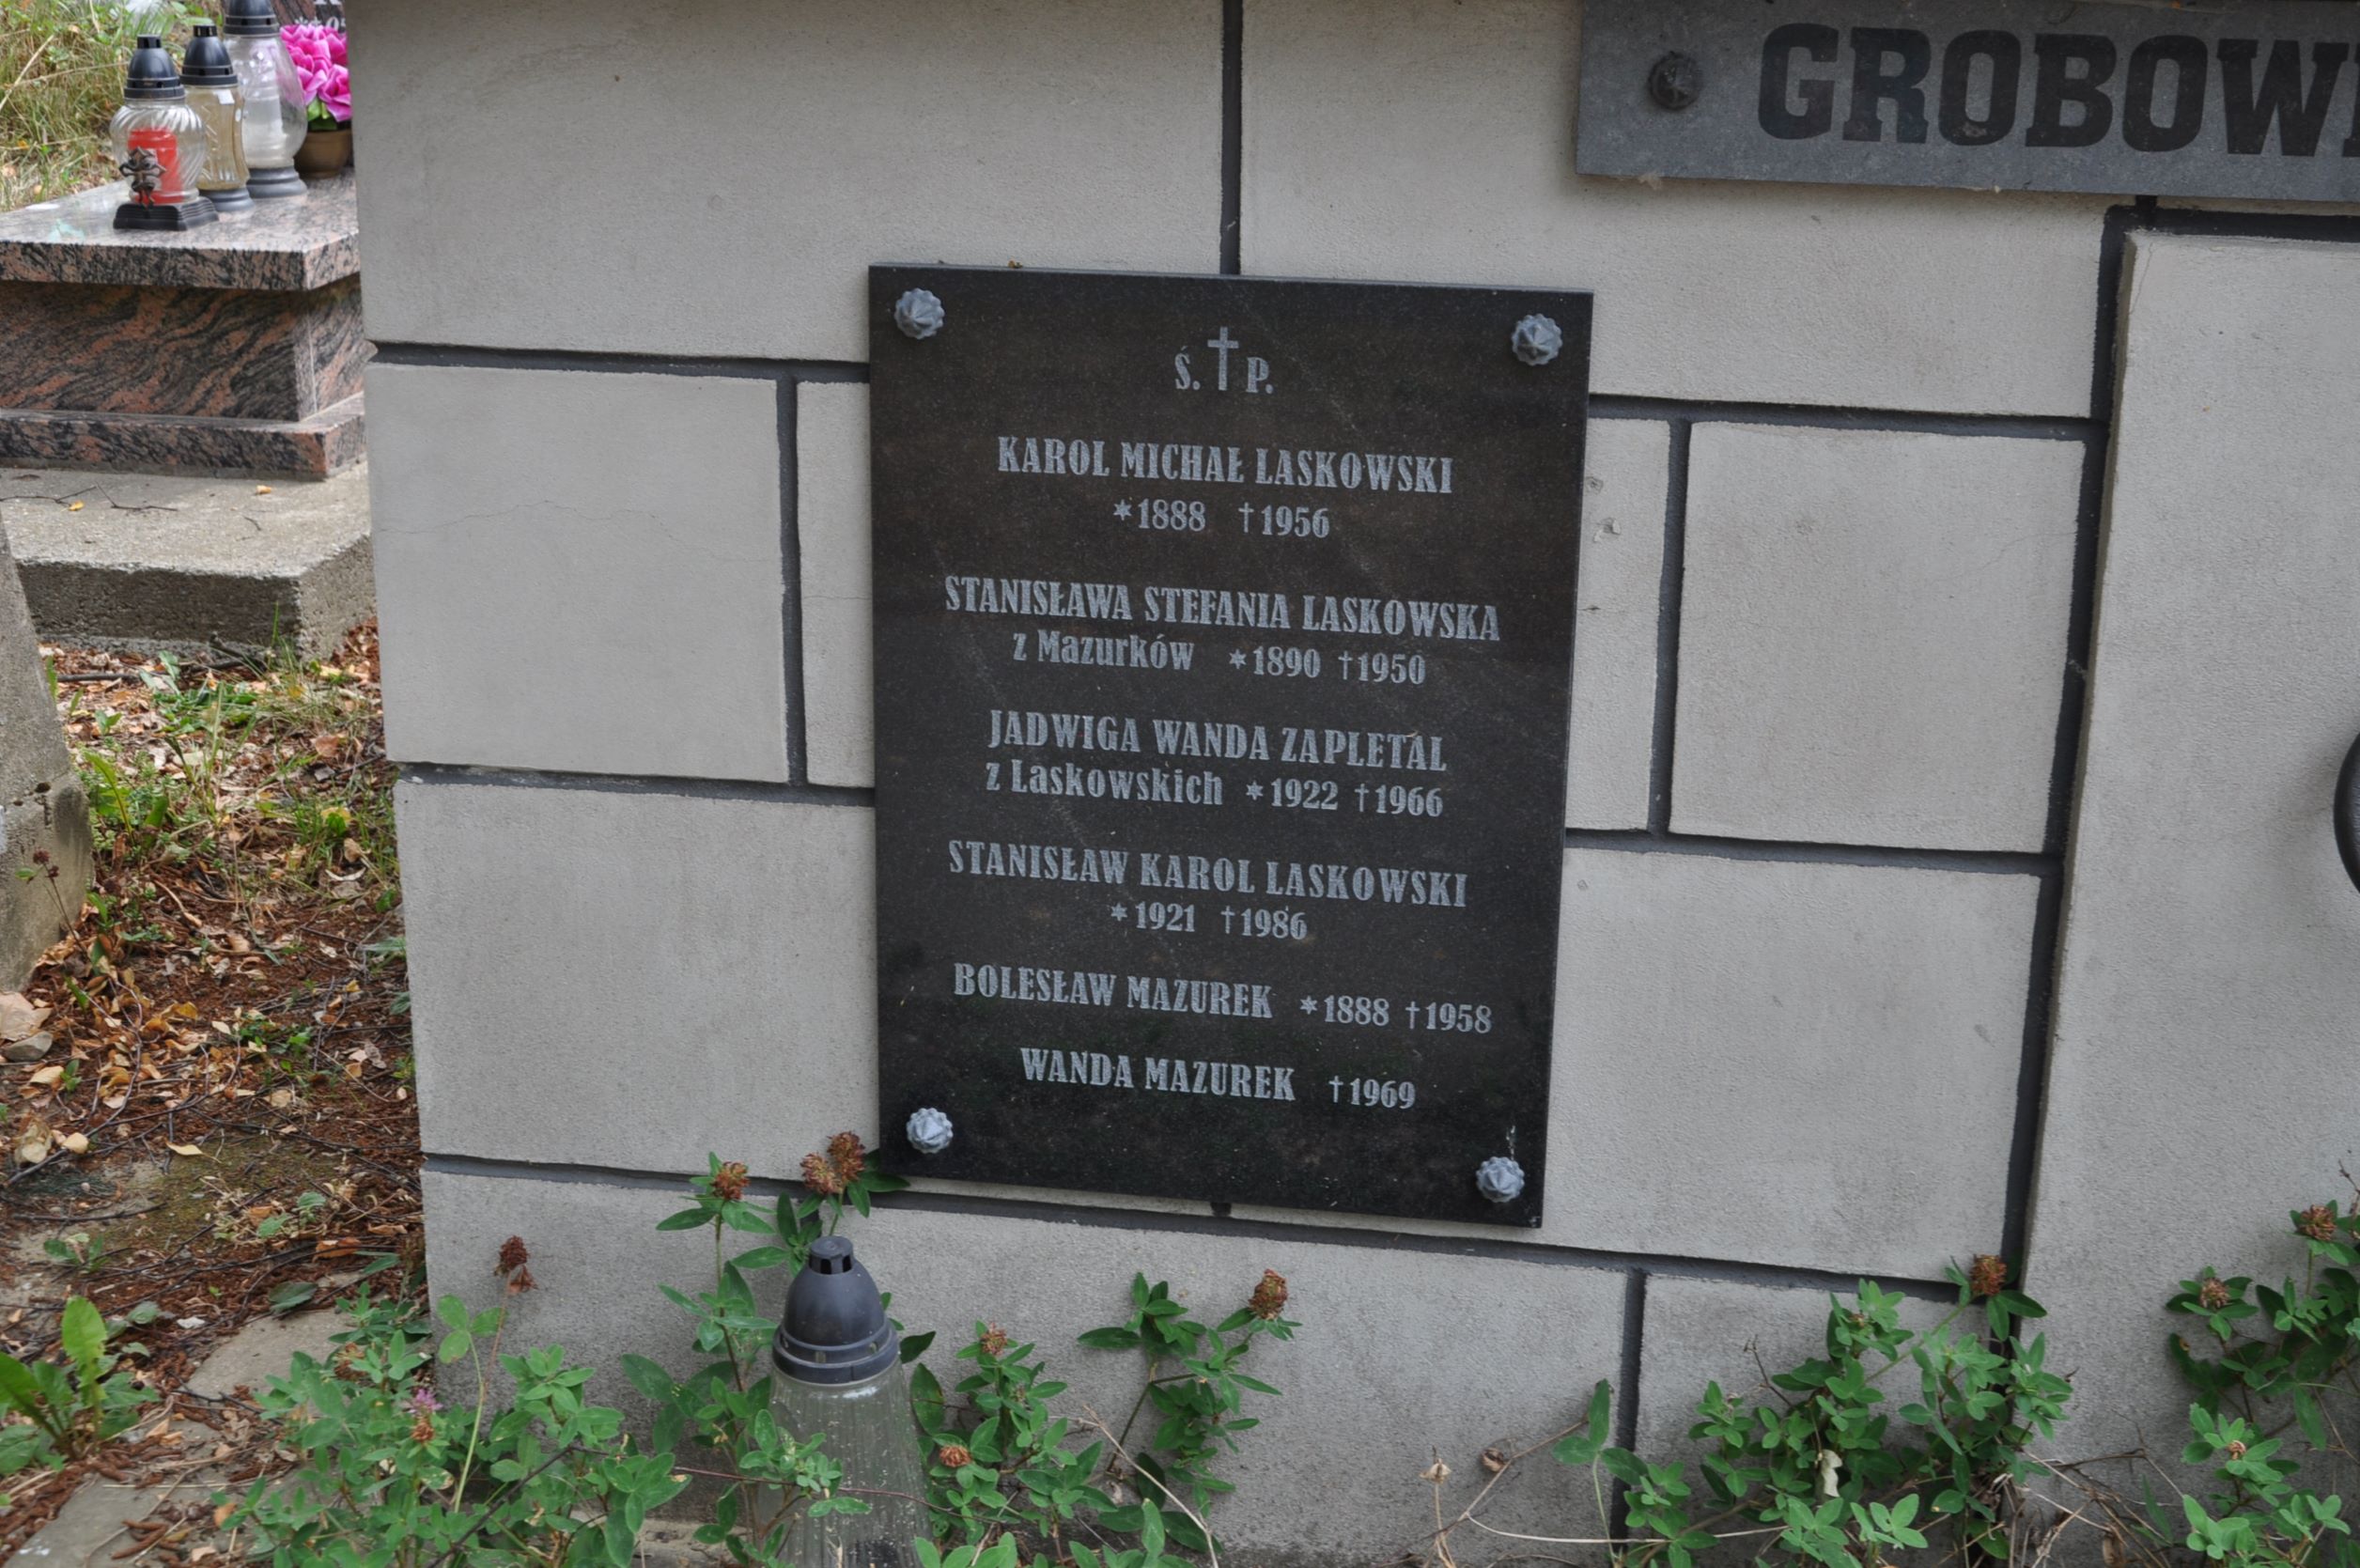 GROBOW
Ś. † P.
KAROL MICHAŁ LASKOWSKI
*1888 †1956
STANISŁAWA STEFANIA LASKOWSKA
z Mazurków *1890 †1950
JADWIGA WANDA ZAPLETAL
z Laskowskich *1922 †1966
STANISŁAW KAROL LASKOWSKI
*1921 †1986
BOLESŁAW MAZUREK *1888 †1958
WANDA MAZUREK †1969